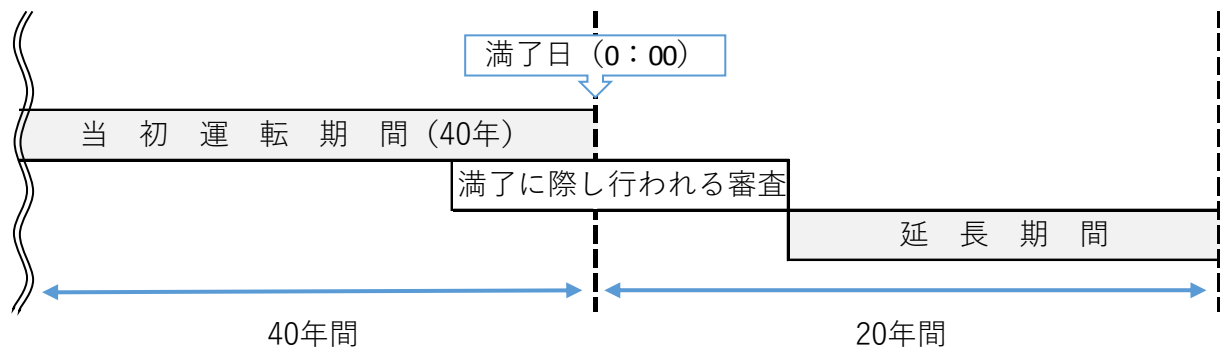 満了日（0：00）
当初運転期間（40年）
満了に際し行われる審査
延長期間
40年間
20年間